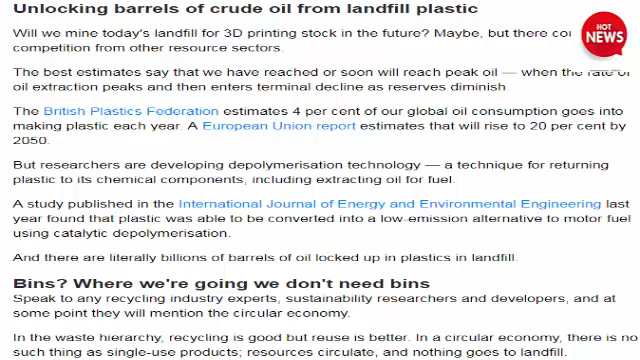 Unlocking barrels of crude oil from landfill plastic
HOT
NEWS
Will we mine today's landfill for 3D printing stock in the future? Maybe, but there
competition from other resource sectors.
The best estimates say that we have reached or soon will reach peak oil — when the rate of
oil extraction peaks and then enters terminal decline as reserves diminish.
The British Plastics Federation estimates 4 per cent of our global oil consumption goes into
making plastic each year. A European Union report estimates that will rise to 20 per cent by
2050.
But researchers are developing depolymerisation technology — a technique for returning
plastic to its chemical components, including extracting oil for fuel.
A study published in the International Journal of Energy and Environmental Engineering last
year found that plastic was able to be converted into a low-emission alternative to motor fuel
using catalytic depolymerisation.
And there are literally billions of barrels of oil locked up in plastics in landfill.
Bins? Where we're going we don't need bins
Speak to any recycling industry experts, sustainability researchers and developers, and at
some point they will mention the circular economy.
In the waste hierarchy, recycling is good but reuse is better. In a circular economy, there is no
such thing as single-use products; resources circulate, and nothing goes to landfill.